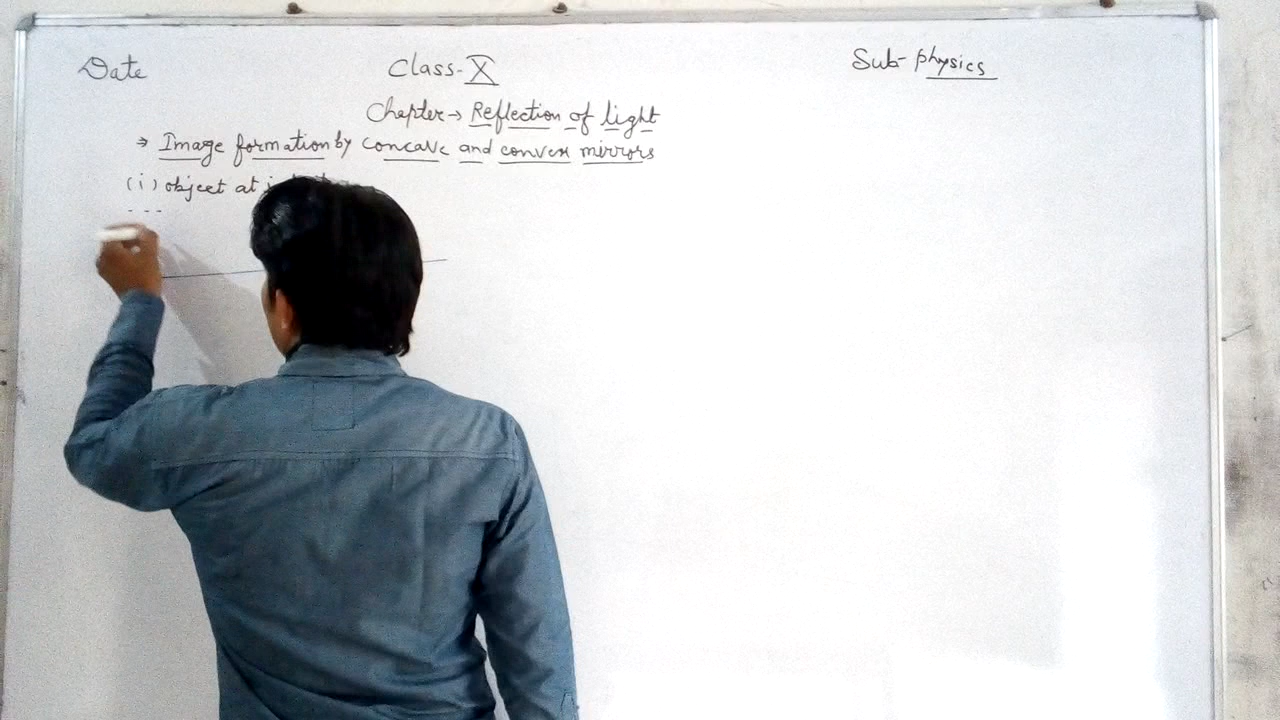 Date
Class-X
Sub-physics
Chapter→ Reflection of light
→ Image formation by concave and convex mirrors
(i) object at